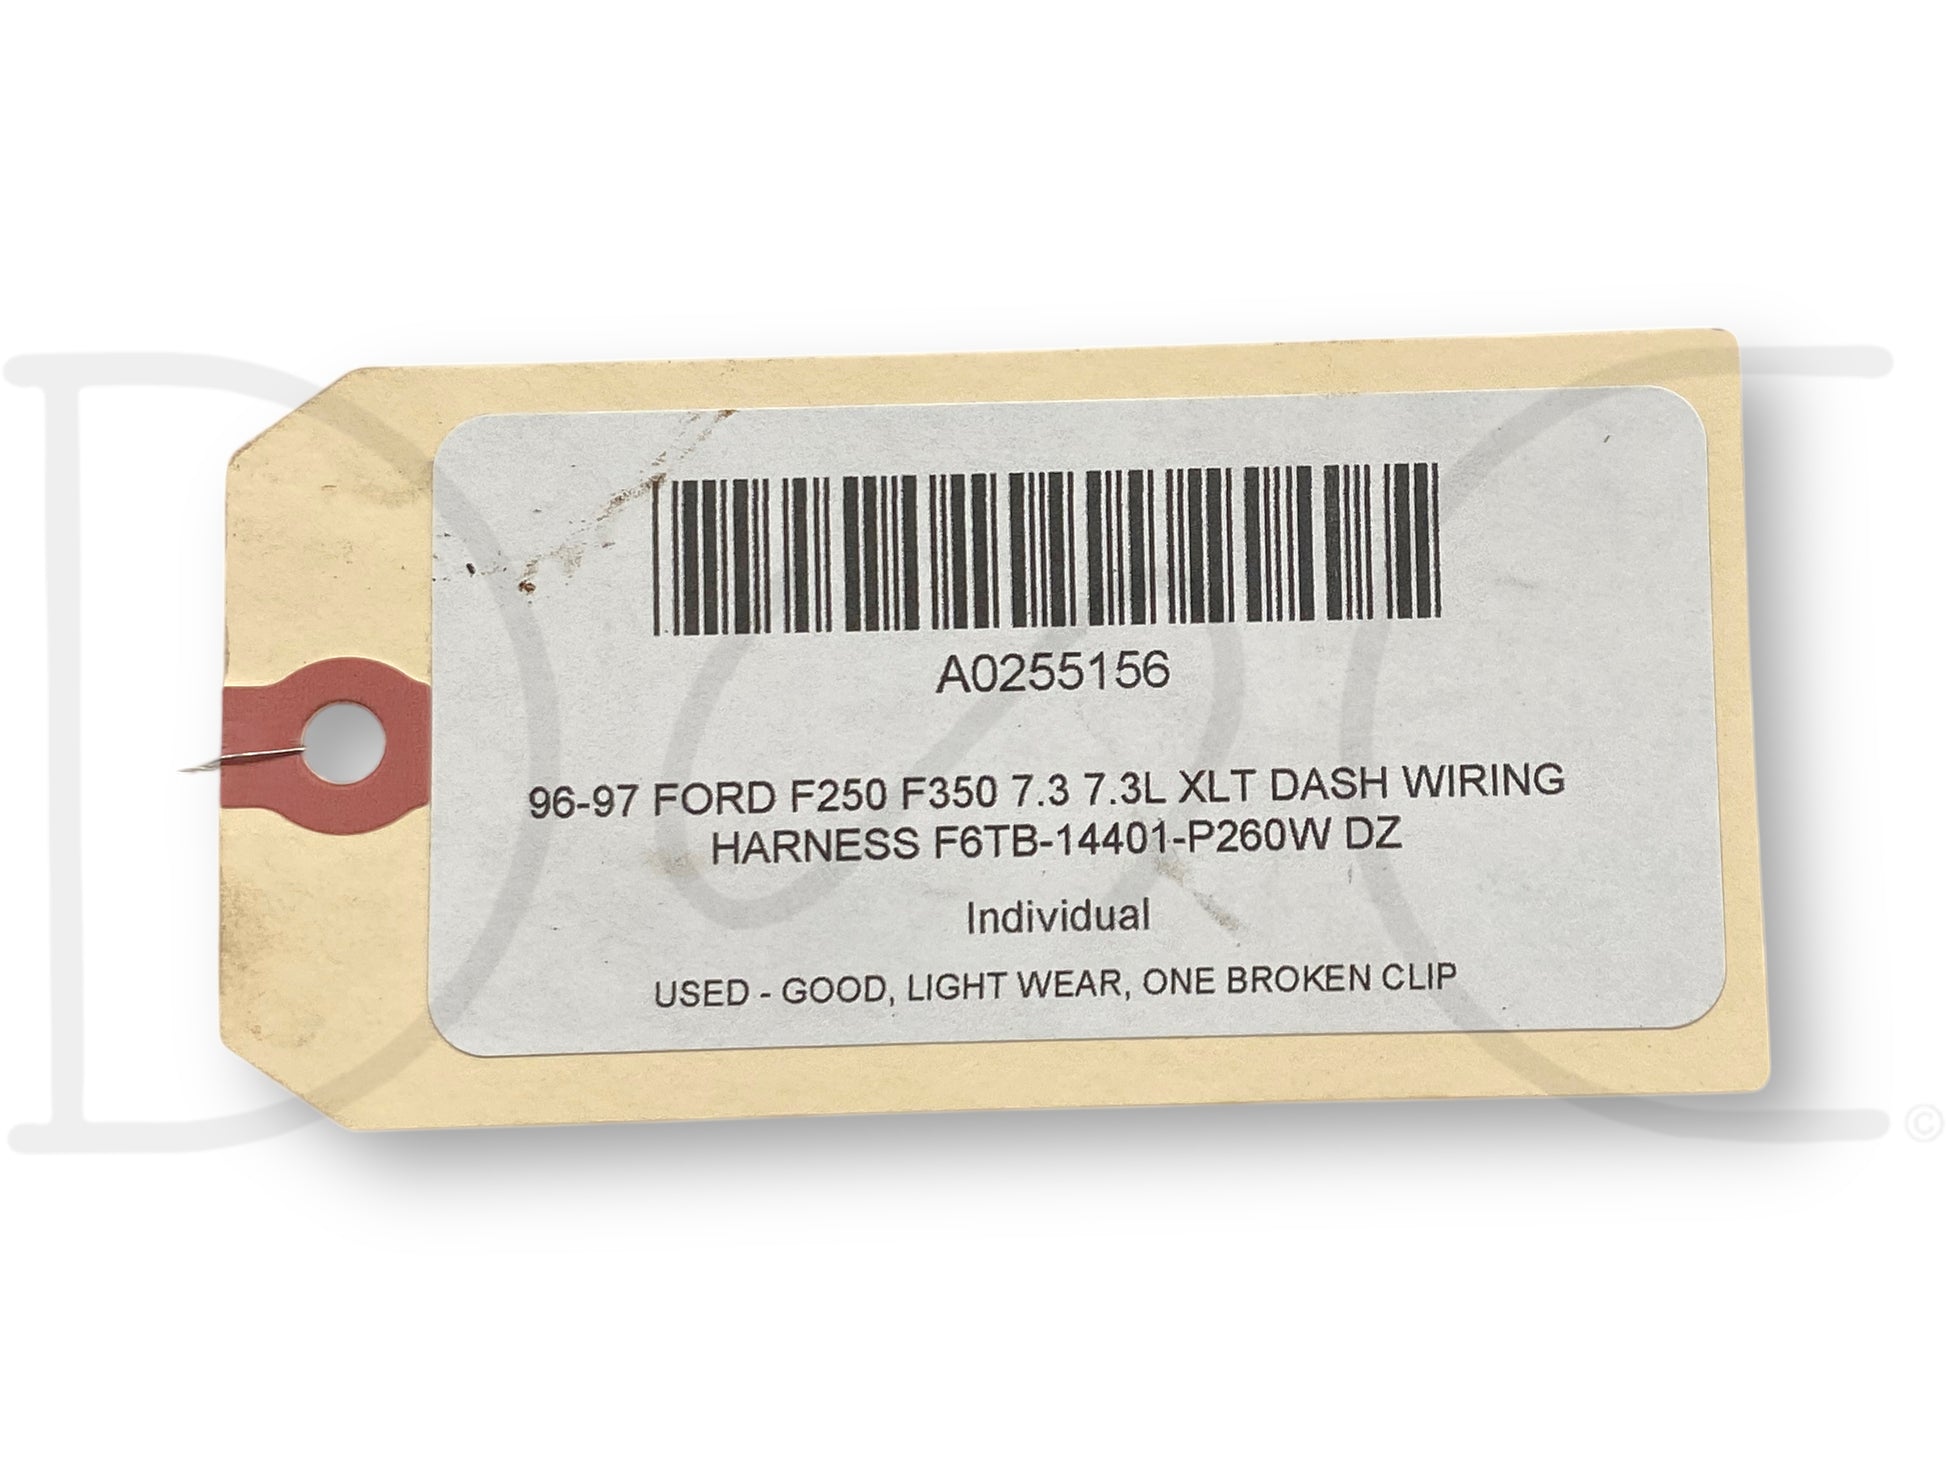 A0255156
96-97 FORD F250 F350 7.3 7.3L XLT DASH WIRING
HARNESS F6TB-14401-P260W DZ
Individual
USED - GOOD, LIGHT WEAR, ONE BROKEN CLIP
©